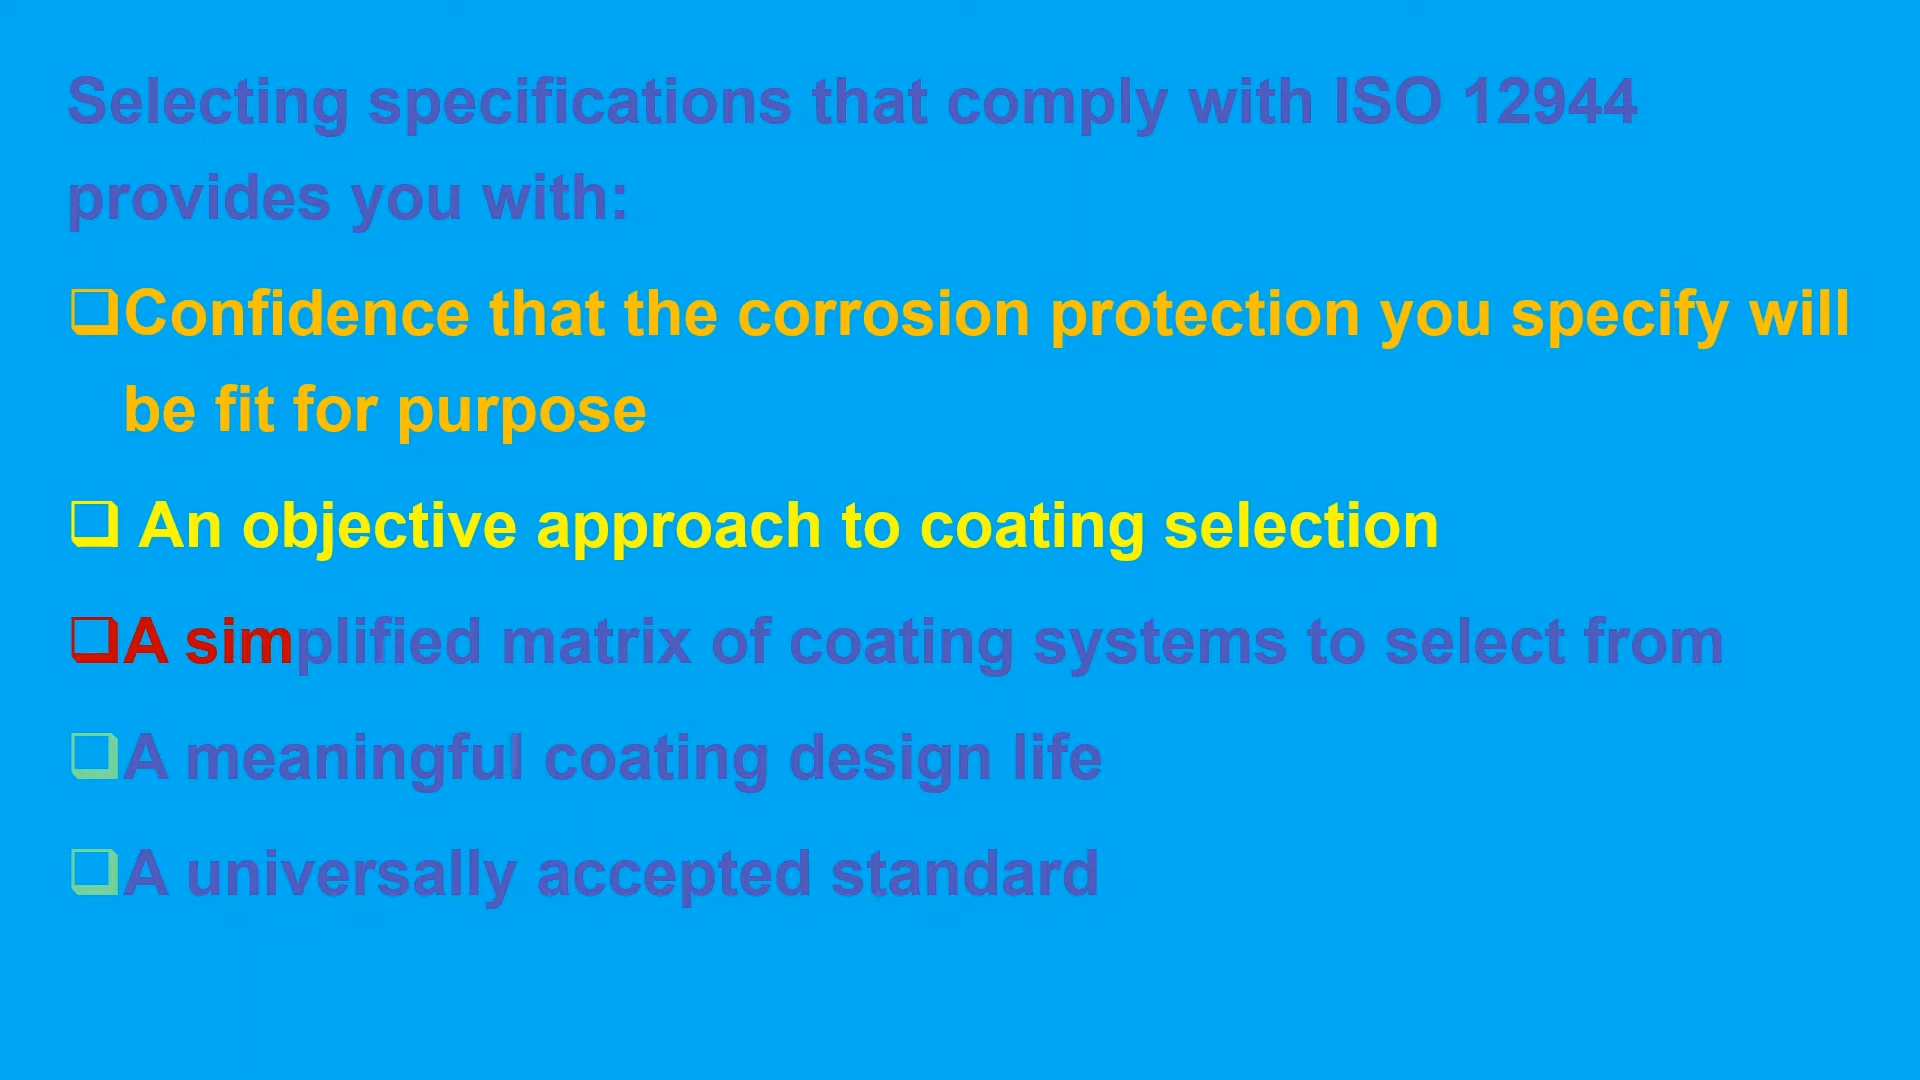 Selecting specifications that comply with ISO 12944
provides you with:
❑Confidence that the corrosion protection you specify will
be fit for purpose
❑ An objective approach to coating selection
❑A simplified matrix of coating systems to select from
❑A meaningful coating design life
❑A universally accepted standard